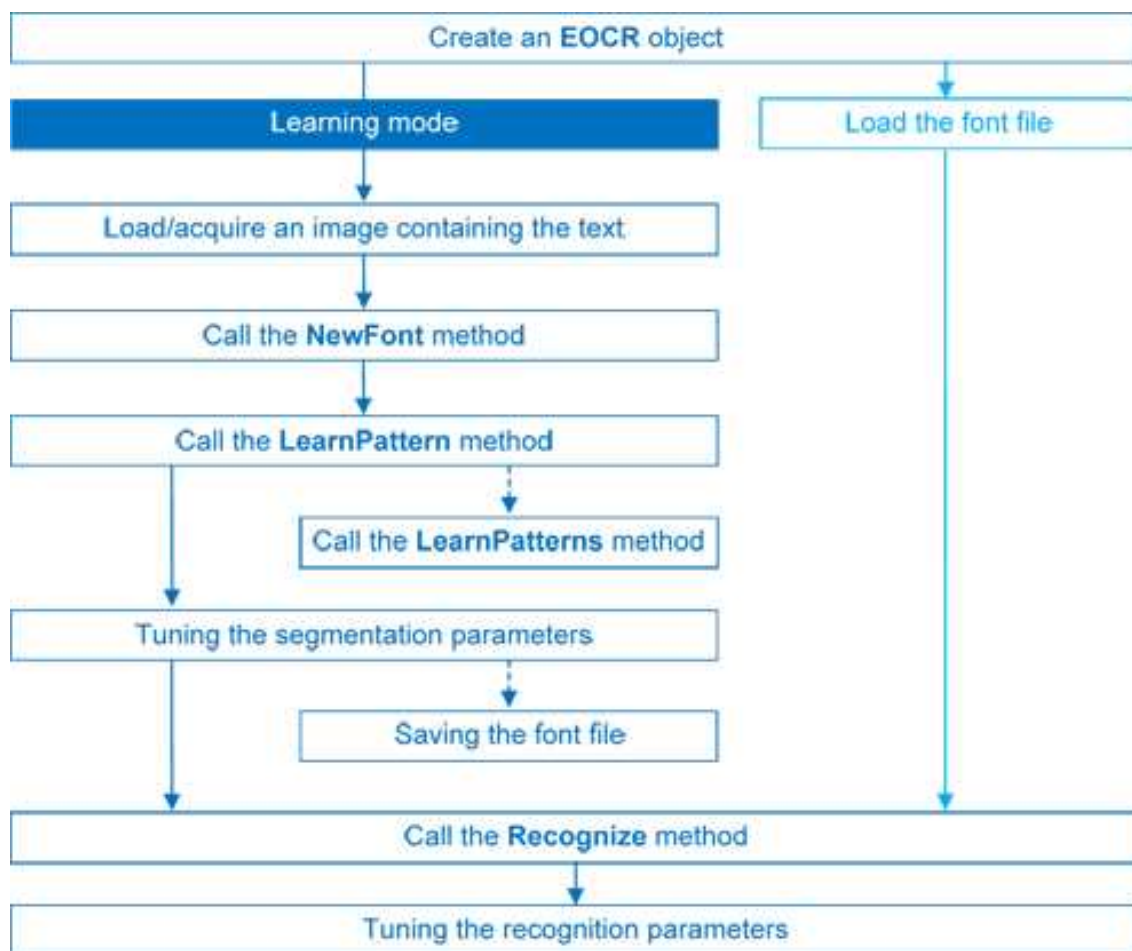 Create an EOCR object
Learning mode
Load the font file
Load/acquire an image containing the text
Call the NewFont method
Call the LearnPattern method
Call the LearnPatterns method
Tuning the segmentation parameters
Saving the font file
Call the Recognize method
Tuning the recognition parameters